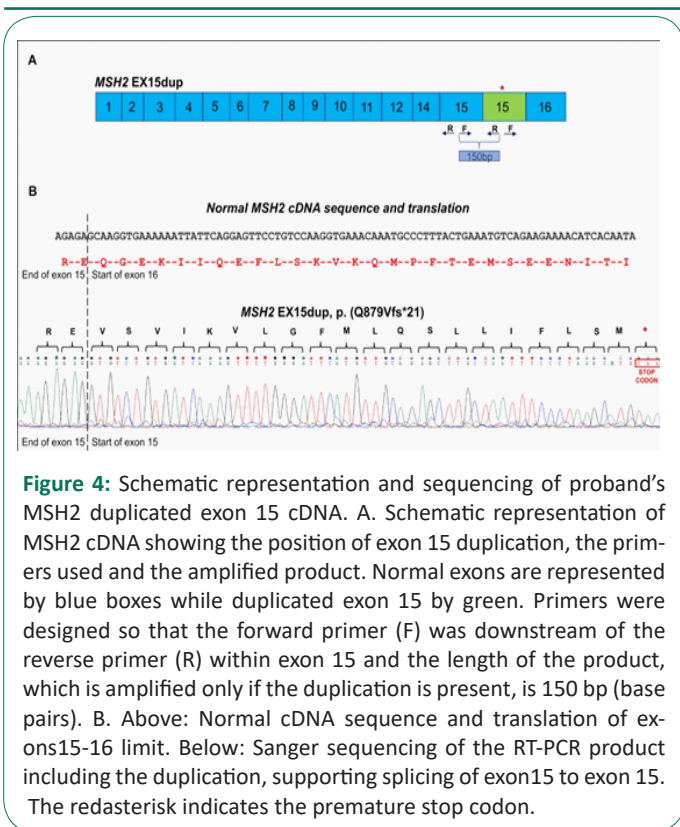 A
MSH2 EX15dup
*
1 2 3 4 5 6 7 8 9 10 11 12 14 15 15 16
R F R F
150bp
B
Normal MSH2 cDNA sequence and translation
AGAGAGCAAGGTGAAAAAATTATTCAGGAGTTCCTGTCCAAGGTGAAACAAATGCCCTTTACTGAAATGTCAGAAGAAAACATCACAATA
R--E--Q--G--E--K--I--I--Q--E--F--L--S--K--V--K--Q--M--P--F--T--E--M--S--E--E--N--I--T--I
End of exon 15 Start of exon 16
MSH2 EX15dup, p. (Q879Vfs*21)
R E V S V I K V L G F M L Q S L L I F L S M *
STOP
CODON
End of exon 15 Start of exon 15
Figure 4: Schematic representation and sequencing of proband's
MSH2 duplicated exon 15 cDNA. A. Schematic representation of
MSH2 cDNA showing the position of exon 15 duplication, the prim-
ers used and the amplified product. Normal exons are represented
by blue boxes while duplicated exon 15 by green. Primers were
designed so that the forward primer (F) was downstream of the
reverse primer (R) within exon 15 and the length of the product,
which is amplified only if the duplication is present, is 150 bp (base
pairs). B. Above: Normal cDNA sequence and translation of ex-
ons15-16 limit. Below: Sanger sequencing of the RT-PCR product
including the duplication, supporting splicing of exon15 to exon 15.
The redasterisk indicates the premature stop codon.